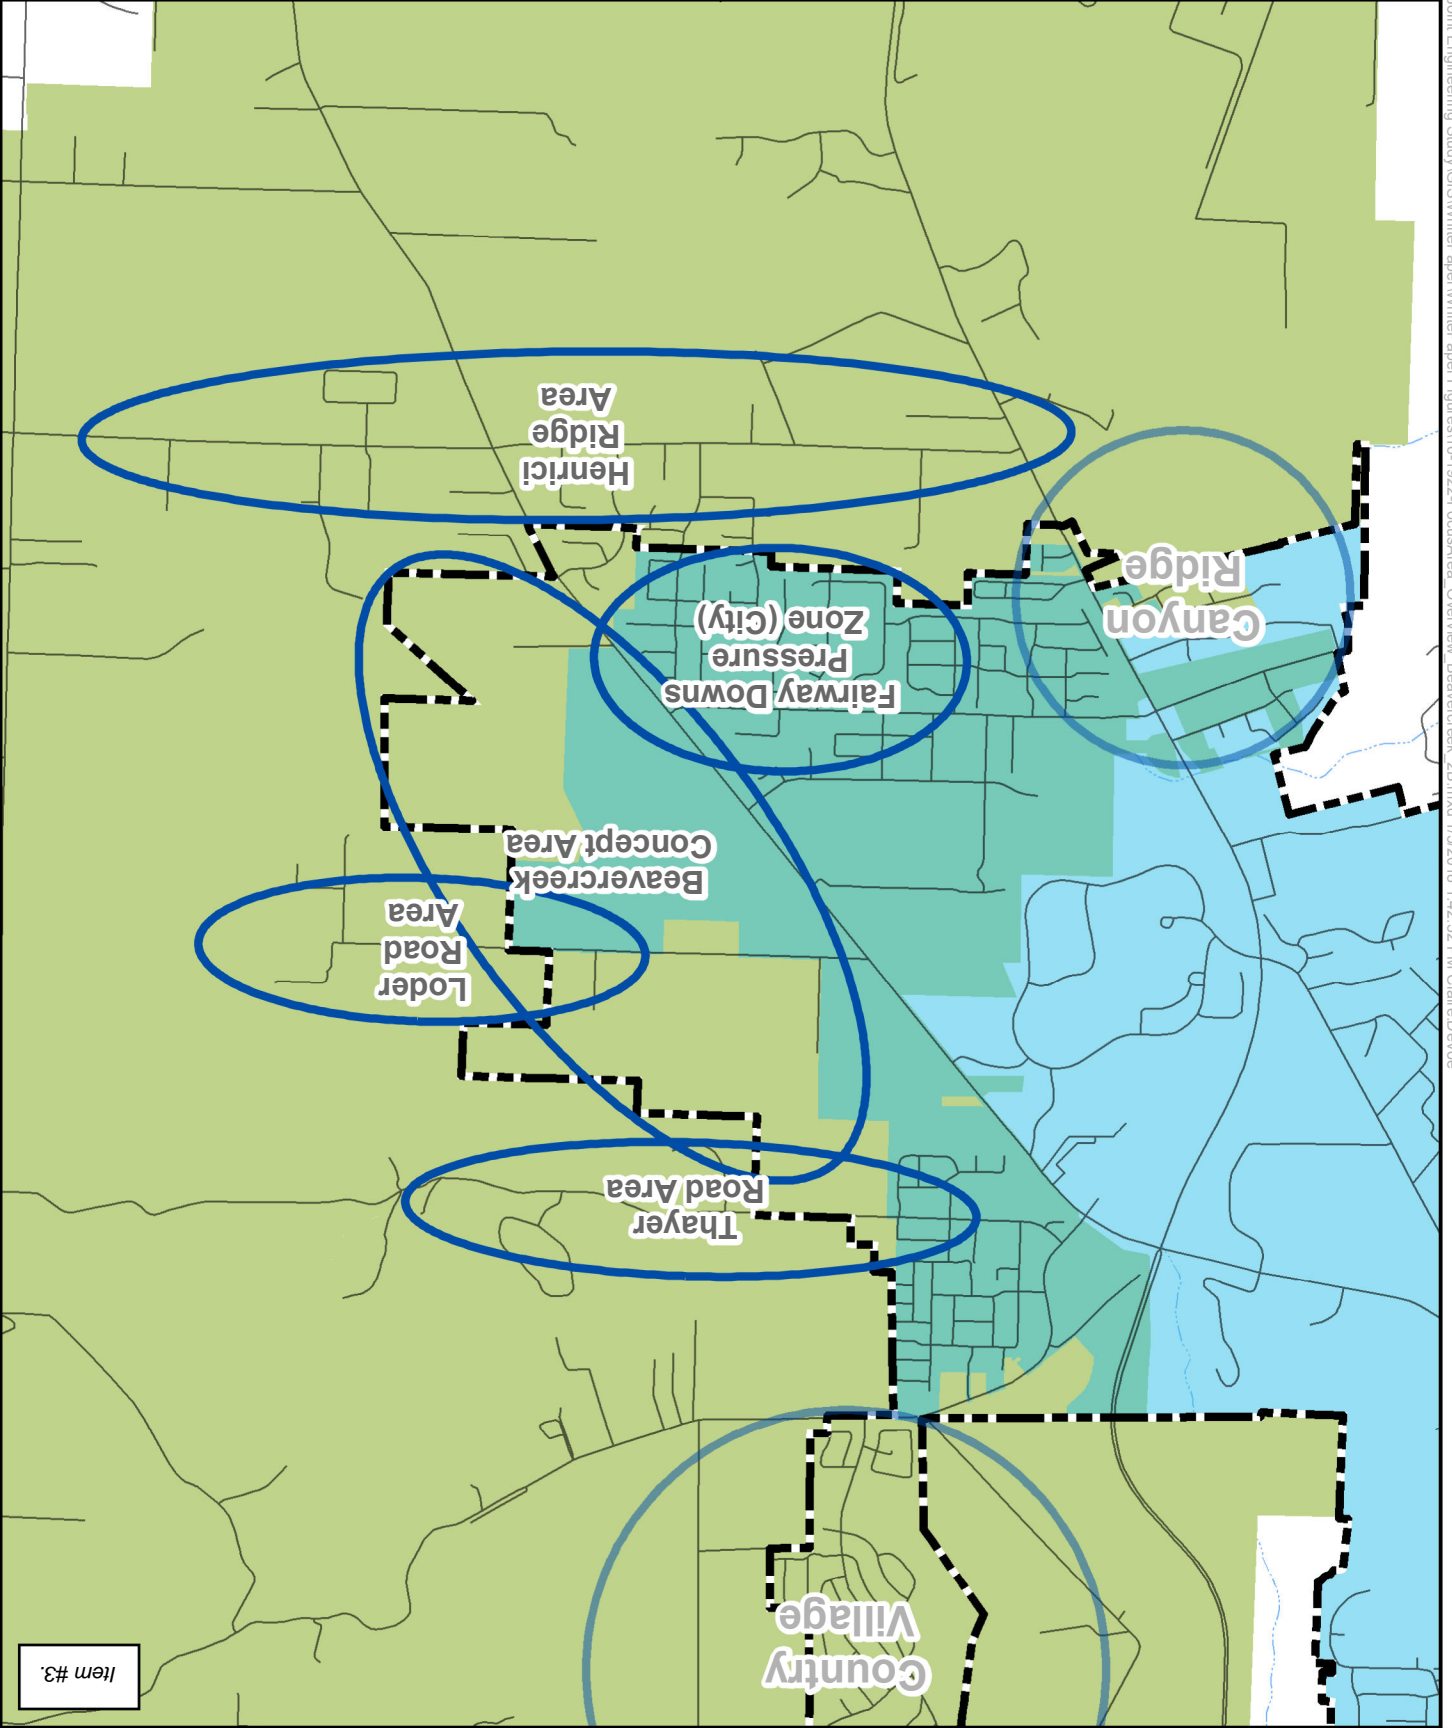 Item #3.
Country
Village
Thayer
Road Area
Loder
Road
Area
Beavercreek
Concept Area
Fairway Downs
Pressure
Zone (City)
Canyon
Ridge
Henrici
Ridge
Area